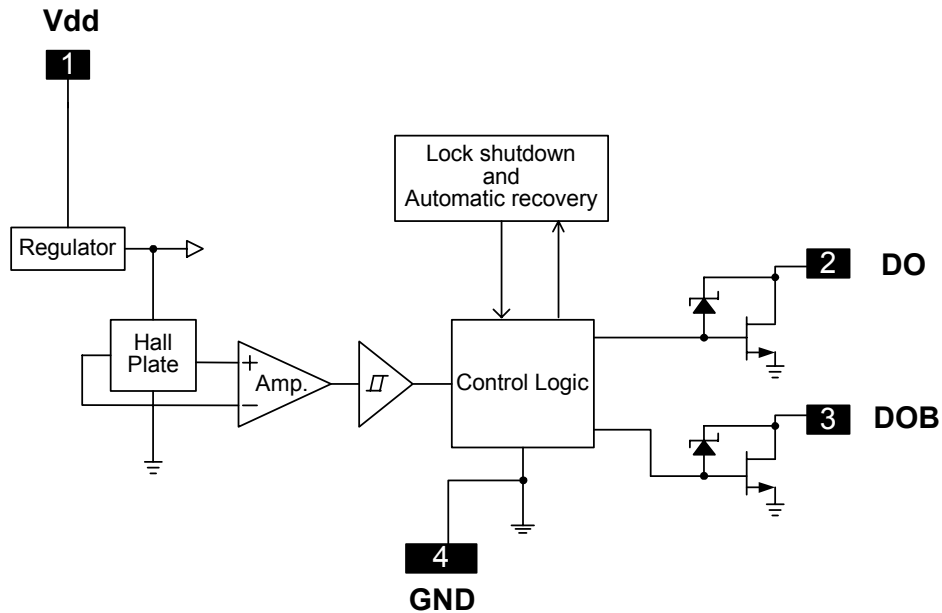 Vdd
1
Lock shutdown
and
Automatic recovery
Regulator
2 DO
Hall
Plate
+
Amp.
−
Control Logic
3 DOB
4
GND